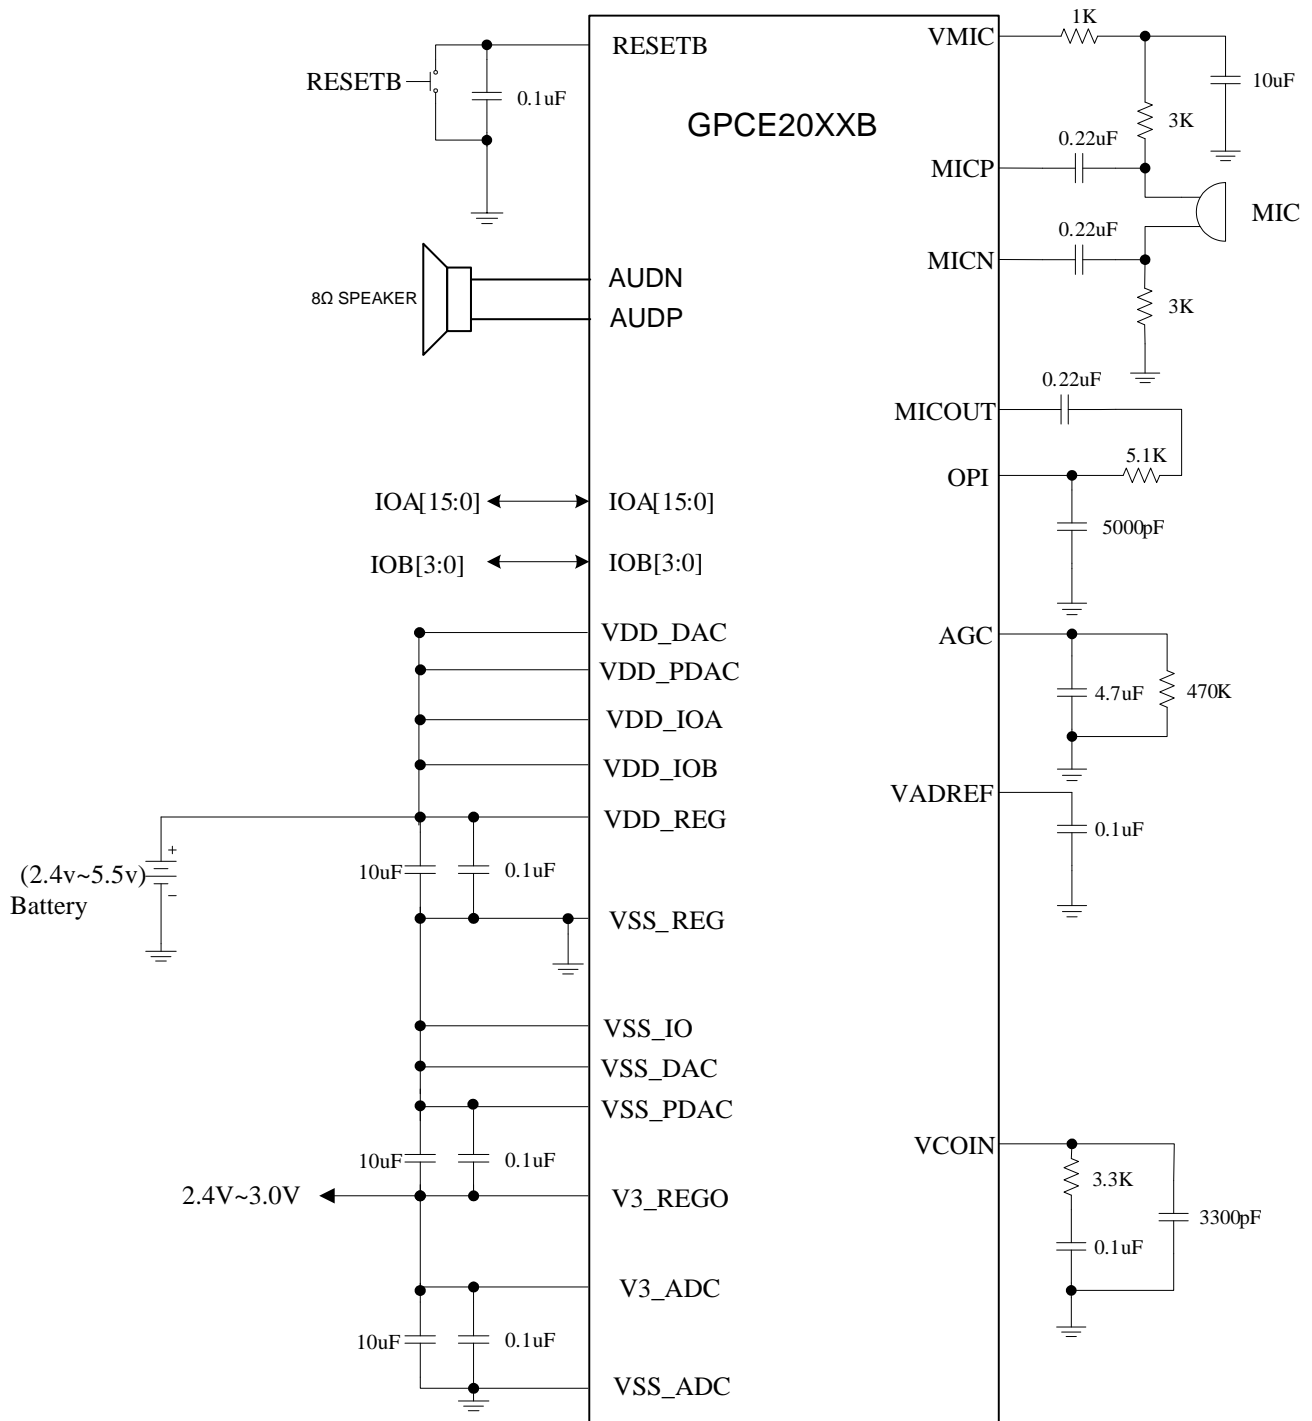 1K
RESETB
VMIC
RESETB
0.1uF
10uF
GPCE20XXB
3K
0.22uF
MICP
MIC
0.22uF
MICN
AUDN
8Ω SPEAKER
AUDP
3K
0.22uF
MICOUT
5.1K
OPI
IOA[15:0]
IOA[15:0]
5000pF
IOB[3:0]
IOB[3:0]
VDD_DAC
AGC
VDD_PDAC
4.7uF
470K
VDD_IOA
VDD_IOB
VADREF
VDD_REG
0.1uF
+
(2.4v~5.5v)
10uF
0.1uF
−
Battery
VSS_REG
VSS_IO
VSS_DAC
VSS_PDAC
VCOIN
10uF
0.1uF
3.3K
2.4V~3.0V
V3_REGO
3300pF
0.1uF
V3_ADC
10uF
0.1uF
VSS_ADC